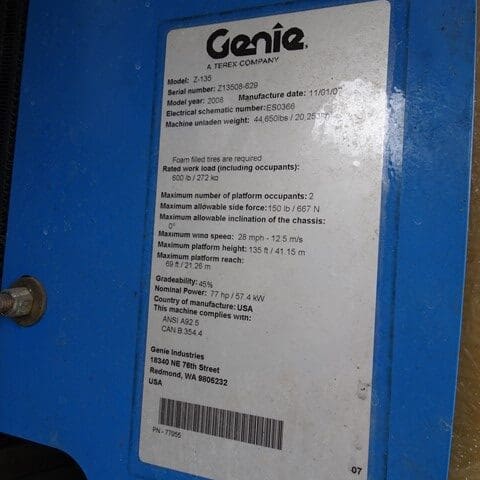 Genie
A TEREX COMPANY
Model: Z-135
Serial number: Z13508-629
Model year: 2008 Manufacture date: 11/01/07
Electrical schematic number: ES0366
Machine unladen weight: 44,650lbs /
Foam filled tires are required
Rated work load (including occupants):
600 lb / 272 kg
Maximum number of platform occupants: 2
Maximum allowable side force: 150 lb / 667 N
Maximum allowable inclination of the chassis:
0°
Maximum wind speed: 28 mph - 12.5 m/s
Maximum platform height: 135 ft / 41.15 m
Maximum platform reach:
69 ft / 21.26 m
Gradeability: 45%
Nominal Power: 77 hp / 57.4 kW
Country of manufacture: USA
This machine complies with:
ANSI A92.5
CAN B.354.4
Genie Industries
18340 NE 76th Street
Redmond, WA 9805232
USA
PN - 77055
07